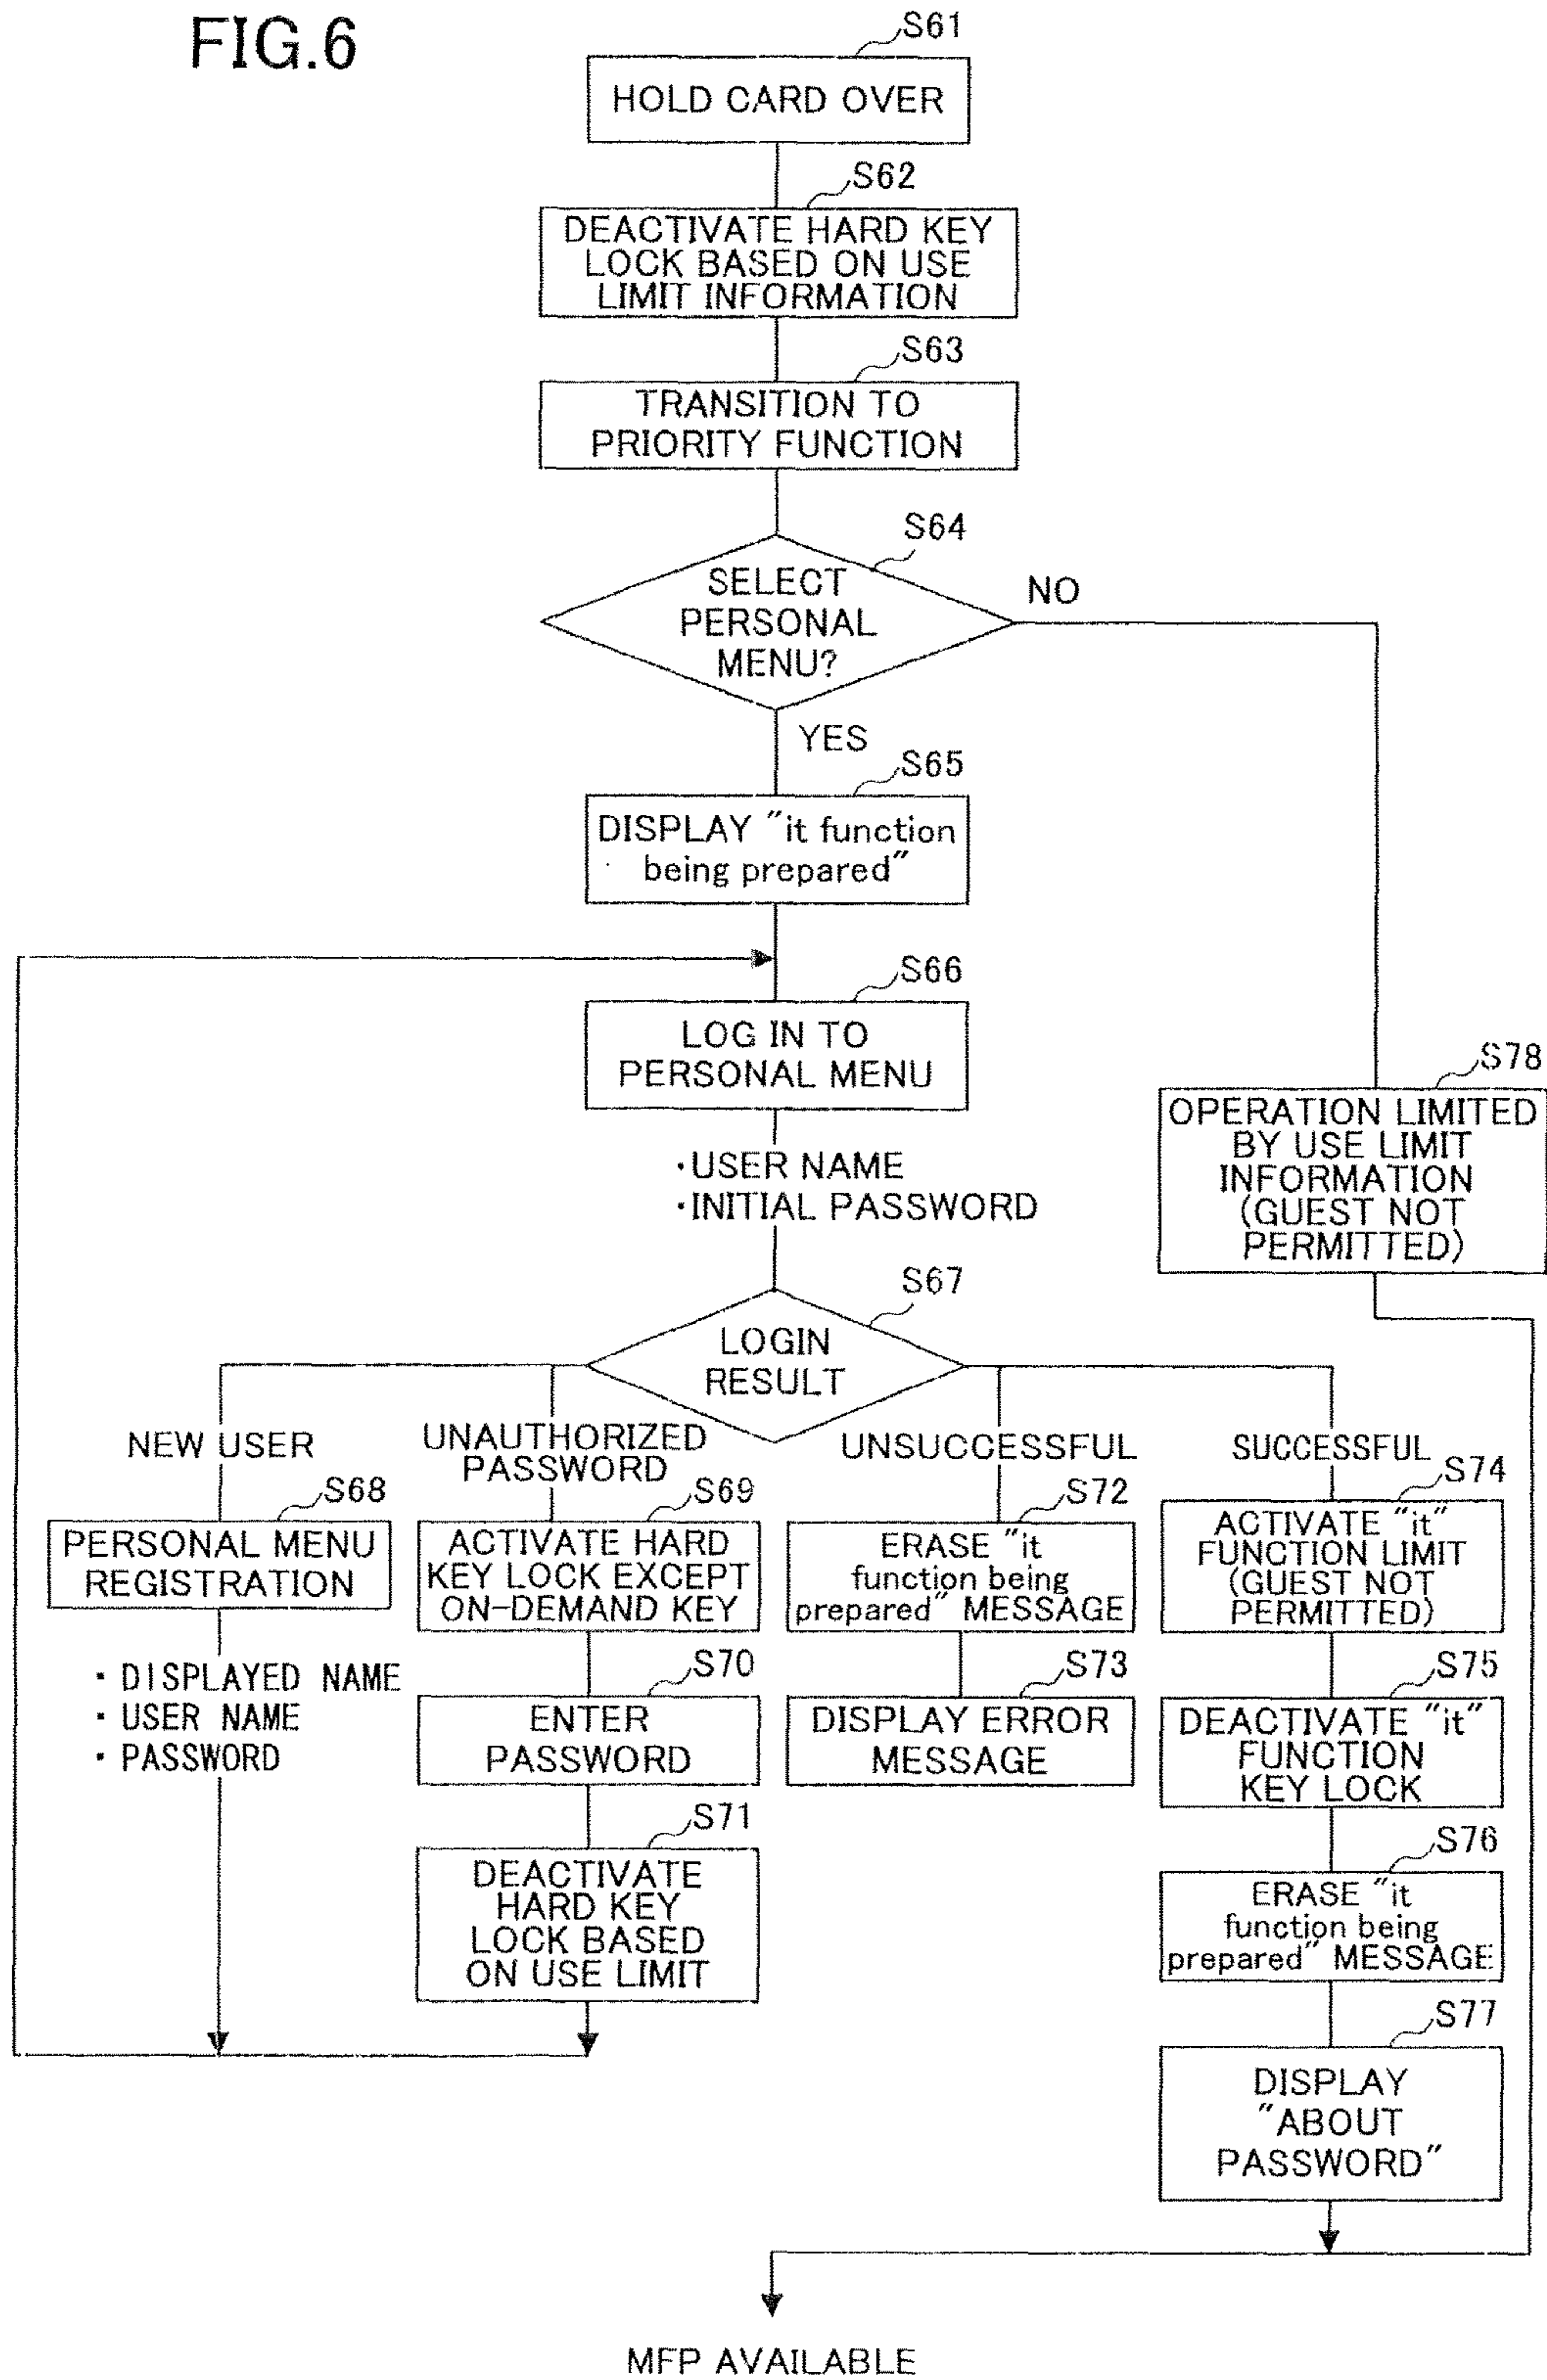 FIG.6
S61
HOLD CARD OVER
S62
DEACTIVATE HARD KEY
LOCK BASED ON USE
LIMIT INFORMATION
S63
TRANSITION TO
PRIORITY FUNCTION
S64
SELECT
PERSONAL
MENU?
NO
YES
S65
DISPLAY "it function
being prepared"
S66
LOG IN TO
PERSONAL MENU
・USER NAME
・INITIAL PASSWORD
S78
OPERATION LIMITED
BY USE LIMIT
INFORMATION
(GUEST NOT
PERMITTED)
S67
LOGIN
RESULT
NEW USER
S68
PERSONAL MENU
REGISTRATION
・DISPLAYED NAME
・USER NAME
・PASSWORD
UNAUTHORIZED
PASSWORD
S69
ACTIVATE HARD
KEY LOCK EXCEPT
ON-DEMAND KEY
S70
ENTER
PASSWORD
S71
DEACTIVATE
HARD KEY
LOCK BASED
ON USE LIMIT
UNSUCCESSFUL
S72
ERASE "it
function being
prepared" MESSAGE
S73
DISPLAY ERROR
MESSAGE
SUCCESSFUL
S74
ACTIVATE "it"
FUNCTION LIMIT
(GUEST NOT
PERMITTED)
S75
DEACTIVATE "it"
FUNCTION
KEY LOCK
S76
ERASE "it
function being
prepared" MESSAGE
S77
DISPLAY
"ABOUT
PASSWORD"
MFP AVAILABLE